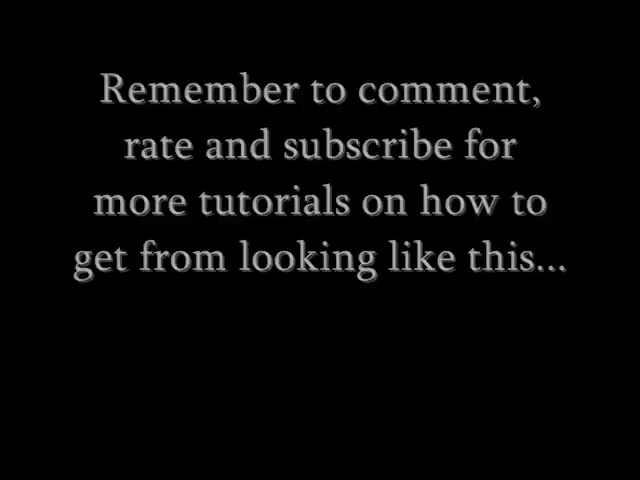 Remember to comment,
rate and subscribe for
more tutorials on how to
get from looking like this...